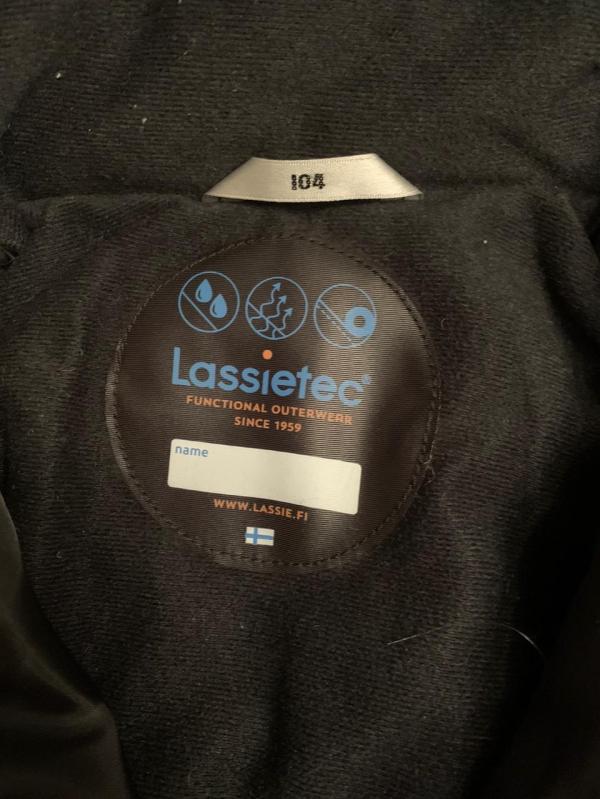 104
Lassietec®
FUNCTIONAL OUTERWEAR
SINCE 1959
name
WWW.LASSIE.FI